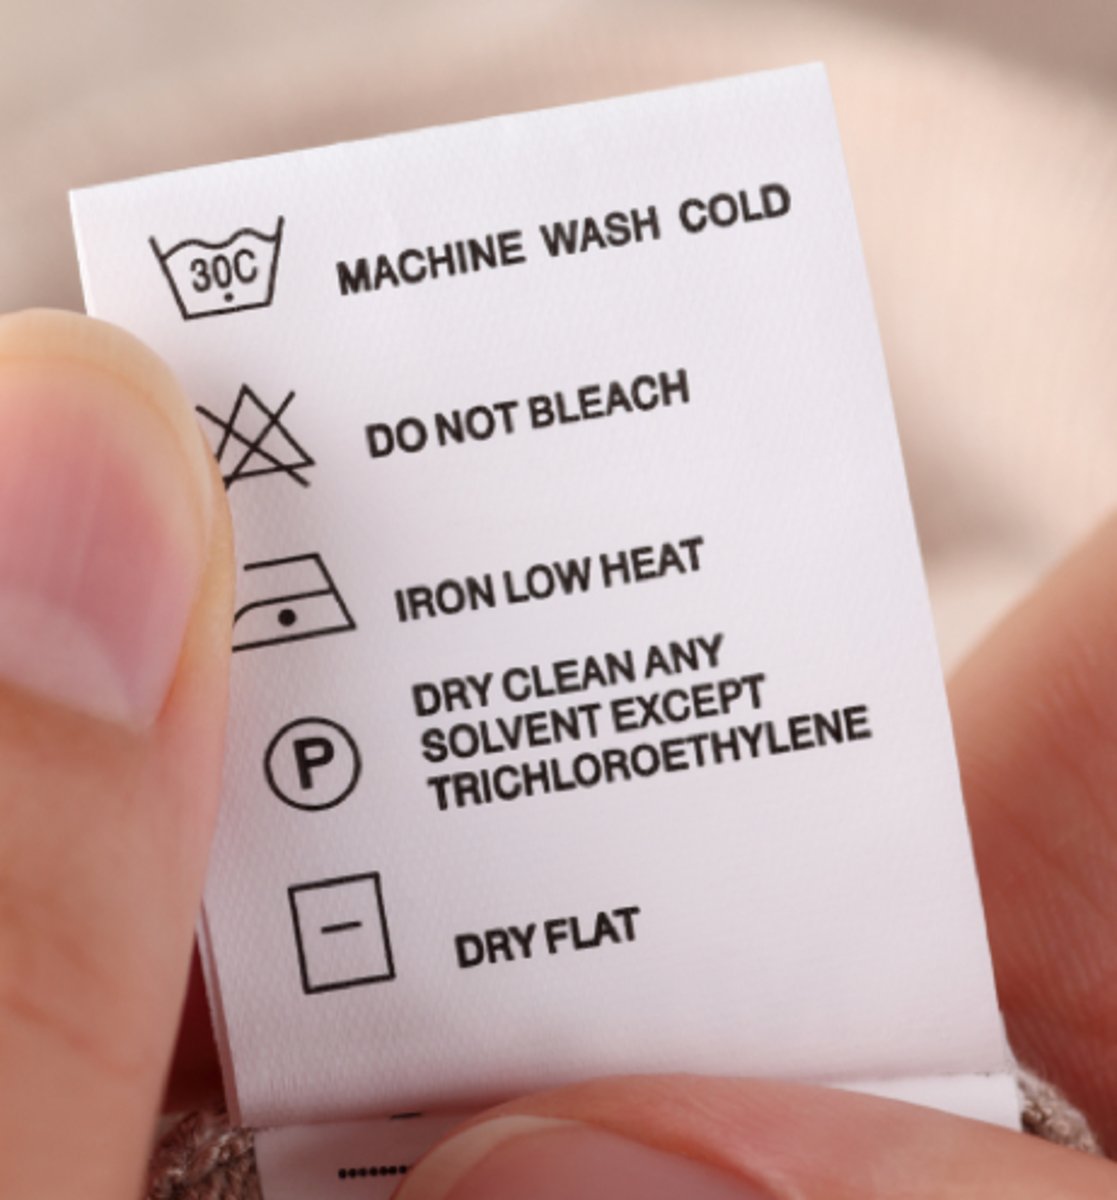 30C MACHINE WASH COLD
DO NOT BLEACH
IRON LOW HEAT
DRY CLEAN ANY
SOLVENT EXCEPT
P TRICHLOROETHYLENE
DRY FLAT